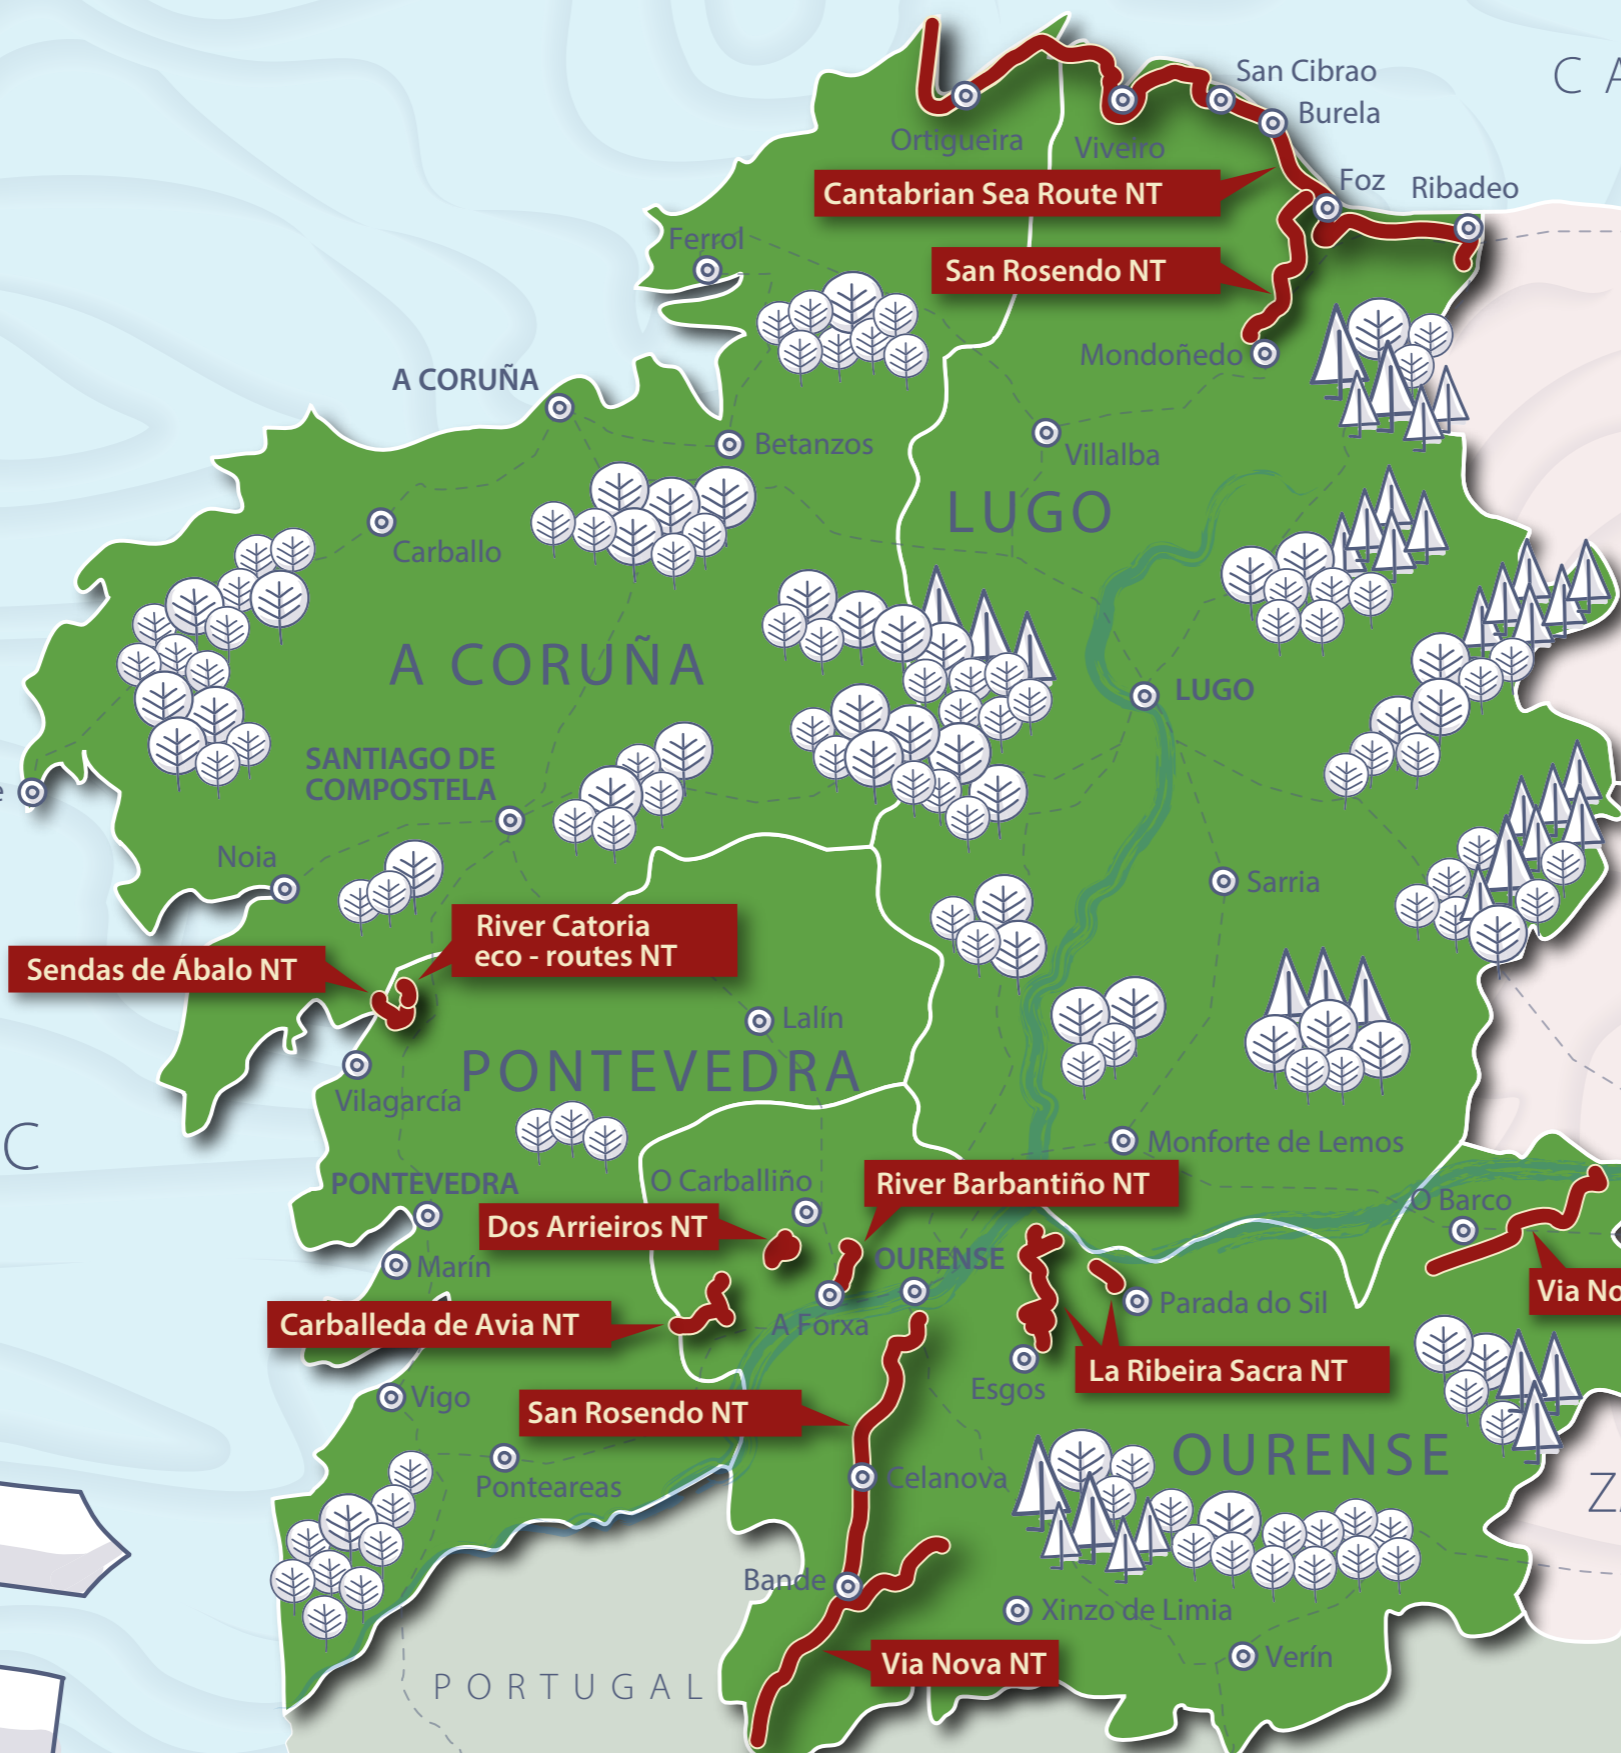 C A
San Cibrao
Burela
Ortigueira
Viveiro
Cantabrian Sea Route NT
Foz
Ribadeo
Ferrol
San Rosendo NT
Mondoñedo
A CORUÑA
Betanzos
Villalba
LUGO
Carballo
A CORUÑA
LUGO
SANTIAGO DE
COMPOSTELA
e
Noia
Sarria
River Catoria
eco - routes NT
Sendas de Ábalo NT
Lalín
PONTEVEDRA
Vilagarcía
C
Monforte de Lemos
PONTEVEDRA
O Carballiño
River Barbantiño NT
O Barco
Dos Arrieiros NT
OURENSE
Marín
Via No
Parada do Sil
Carballeda de Avia NT
A Forxa
La Ribeira Sacra NT
Esgos
Vigo
San Rosendo NT
OURENSE
Celanova
Ponteareas
Z
Bande
Xinzo de Limia
Via Nova NT
Verín
PORTUGAL